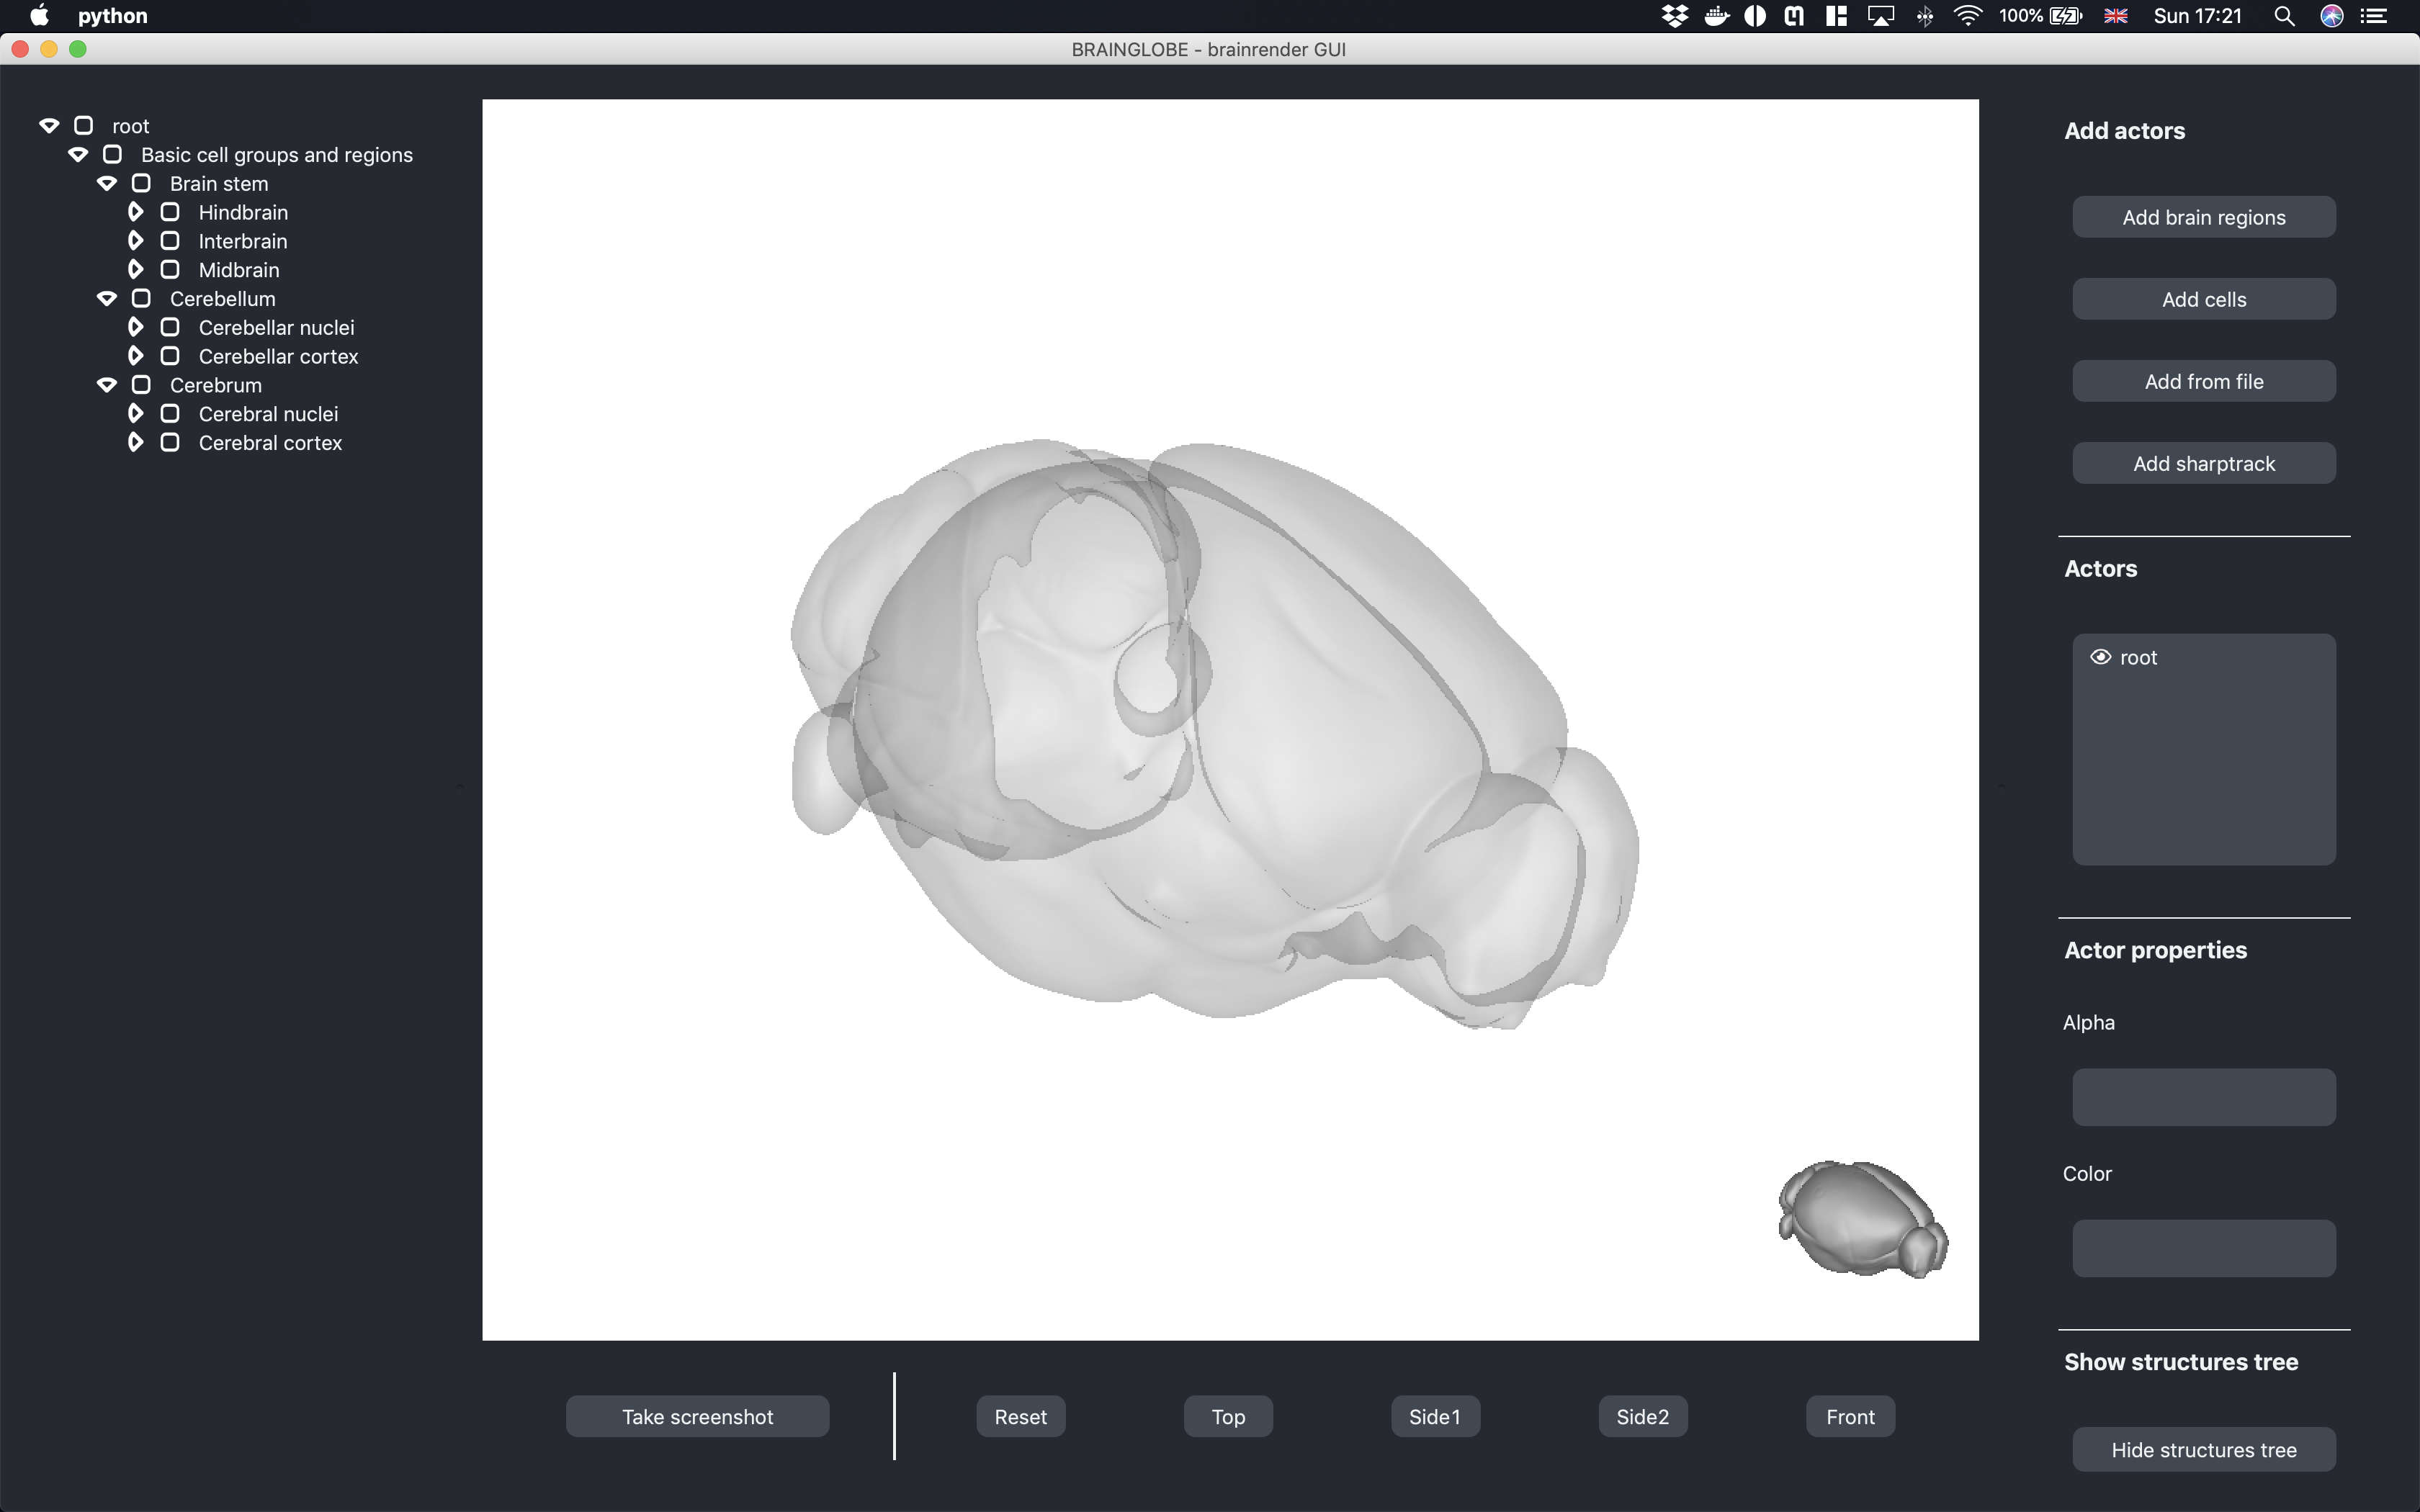 python
100%
Sun 17:21
BRAINGLOBE - brainrender GUI
root
Basic cell groups and regions
Brain stem
Hindbrain
Interbrain
Midbrain
Cerebellum
Cerebellar nuclei
Cerebellar cortex
Cerebrum
Cerebral nuclei
Cerebral cortex
Add actors
Add brain regions
Add cells
Add from file
Add sharptrack
Actors
root
Actor properties
Alpha
Color
Show structures tree
Hide structures tree
Take screenshot
Reset
Top
Side1
Side2
Front